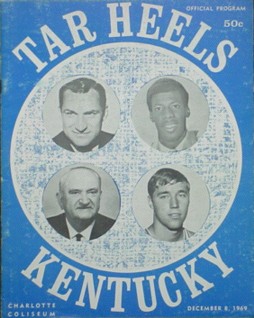 OFFICIAL PROGRAM
50c
TAR HEELS
KENTUCKY
CHARLOTTE
COLISEUM
DECEMBER 8, 1969